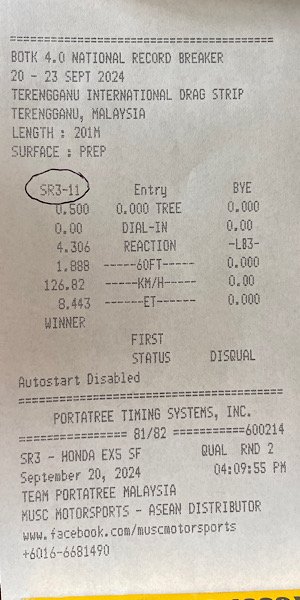 ====================================
BOTK 4.0 NATIONAL RECORD BREAKER
20 - 23 SEPT 2024
TERENGGANU INTERNATIONAL DRAG STRIP
TERENGGANU, MALAYSIA
LENGTH : 201M
SURFACE : PREP
SR3-11 Entry BYE
0.500 0.000 TREE 0.000
0.00 DIAL-IN 0.00
4.306 REACTION -LB3-
1.888 ------60FT------ 0.000
126.82 ------KM/H------ 0.00
8.443 ------ET------ 0.000
WINNER
FIRST
STATUS DISQUAL
Autostart Disabled
====================================
PORTATREE TIMING SYSTEMS, INC.
================ 81/82 ===========600214
SR3 - HONDA EX5 SF QUAL RND 2
September 20, 2024 04:09:55 PM
TEAM PORTATREE MALAYSIA
MUSC MOTORSPORTS - ASEAN DISTRIBUTOR
www.facebook.com/muscmotorsports
+6016-6681490